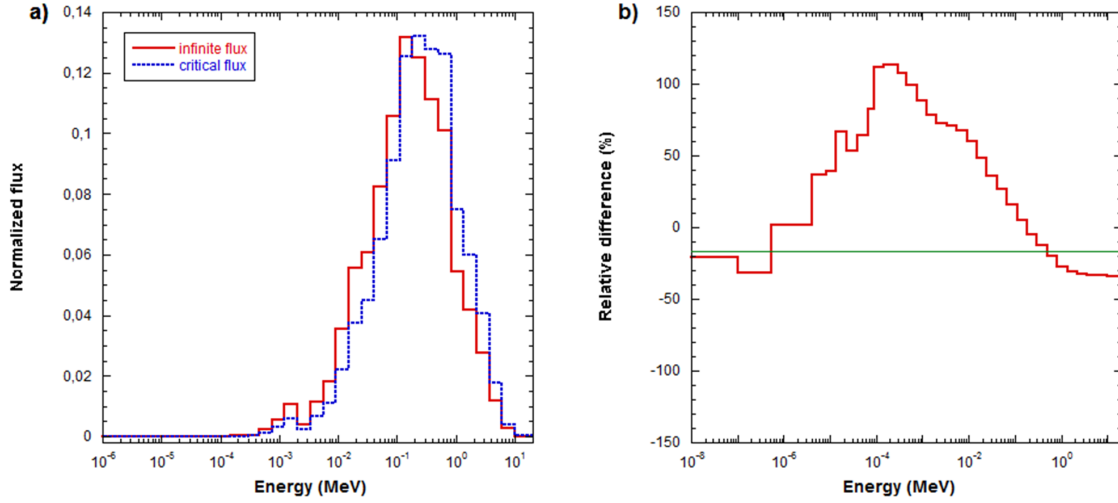 a)
0,14
0,12
0,1
0,08
0,06
0,04
0,02
0
Normalized flux
infinite flux
critical flux
10⁻⁶ 10⁻⁵ 10⁻⁴ 10⁻³ 10⁻² 10⁻¹ 10⁰ 10¹
Energy (MeV)
b)
150
100
50
0
-50
-100
-150
Relative difference (%)
10⁻⁸ 10⁻⁶ 10⁻⁴ 10⁻² 10⁰
Energy (MeV)